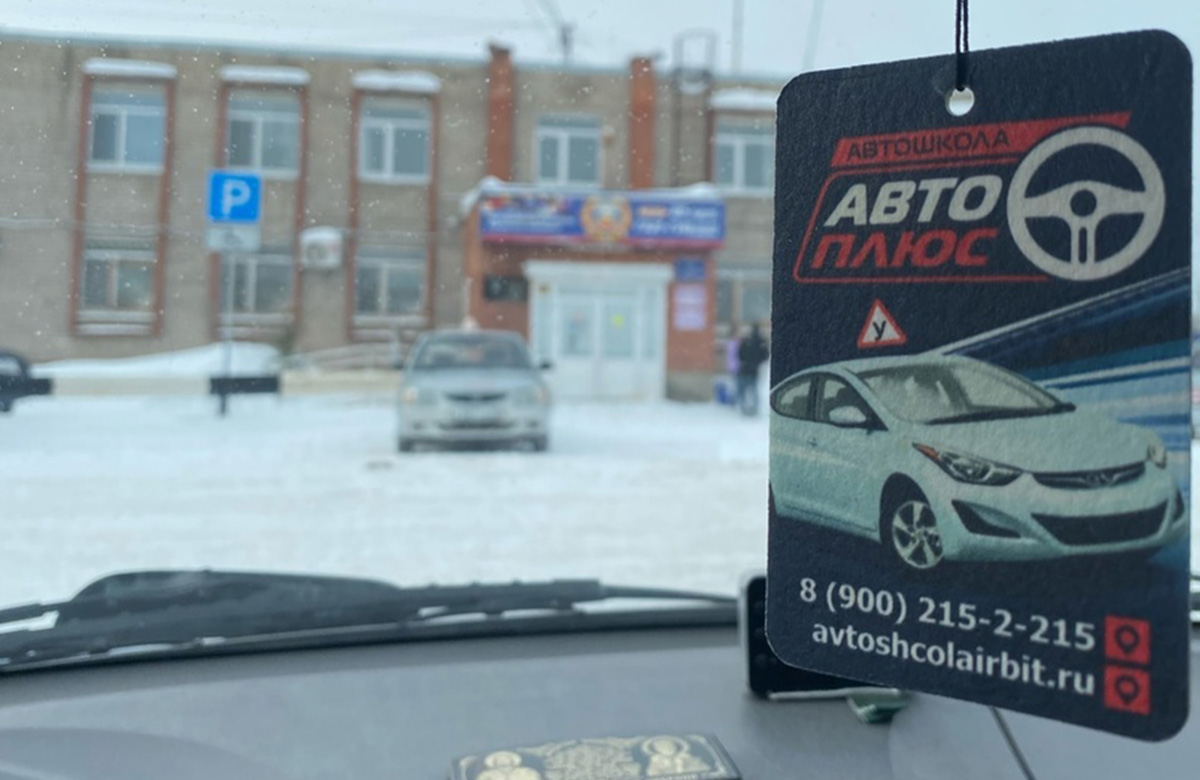 P
АВТОШКОЛА
АВТО
ПЛЮС
У
8 (900) 215-2-215
avtoshcolairbit.ru